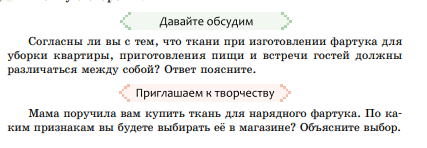 Давайте обсудим
Согласны ли вы с тем, что ткани при изготовлении фартука для
уборки квартиры, приготовления пищи и встречи гостей должны
различаться между собой? Ответ поясните.
Приглашаем к творчеству
Мама поручила вам купить ткань для нарядного фартука. По ка-
ким признакам вы будете выбирать её в магазине? Объясните выбор.